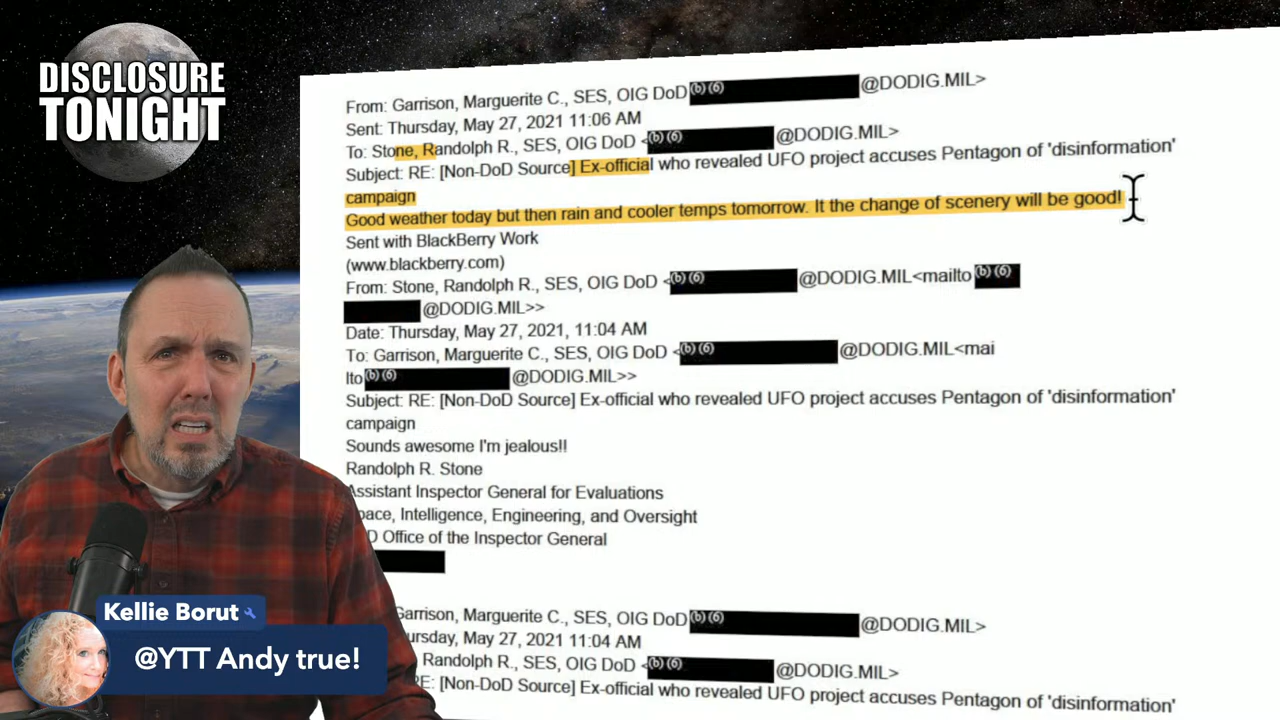 DISCLOSURE
TONIGHT
From: Garrison, Marguerite C., SES, OIG DoD (b) (6) @DODIG.MIL>
Sent: Thursday, May 27, 2021 11:06 AM
To: Stone, Randolph R., SES, OIG DoD <(b) (6) @DODIG.MIL>
Subject: RE: [Non-DoD Source] Ex-official who revealed UFO project accuses Pentagon of 'disinformation'
campaign
Good weather today but then rain and cooler temps tomorrow. It the change of scenery will be good!
Sent with BlackBerry Work
(www.blackberry.com)
From: Stone, Randolph R., SES, OIG DoD <(b) (6) @DODIG.MIL<mailto (b) (6)
@DODIG.MIL>>
Date: Thursday, May 27, 2021, 11:04 AM
To: Garrison, Marguerite C., SES, OIG DoD <(b) (6) @DODIG.MIL<mai
lto (b) (6) @DODIG.MIL>>
Subject: RE: [Non-DoD Source] Ex-official who revealed UFO project accuses Pentagon of 'disinformation'
campaign
Sounds awesome I'm jealous!!
Randolph R. Stone
Assistant Inspector General for Evaluations
pace, Intelligence, Engineering, and Oversight
D Office of the Inspector General
Garrison, Marguerite C., SES, OIG DoD (b) (6) @DODIG.MIL>
ursday, May 27, 2021 11:04 AM
Randolph R., SES, OIG DoD <(b) (6) @DODIG.MIL>
RE: [Non-DoD Source] Ex-official who revealed UFO project accuses Pentagon of 'disinformation'
Kellie Borut
@YTT Andy true!